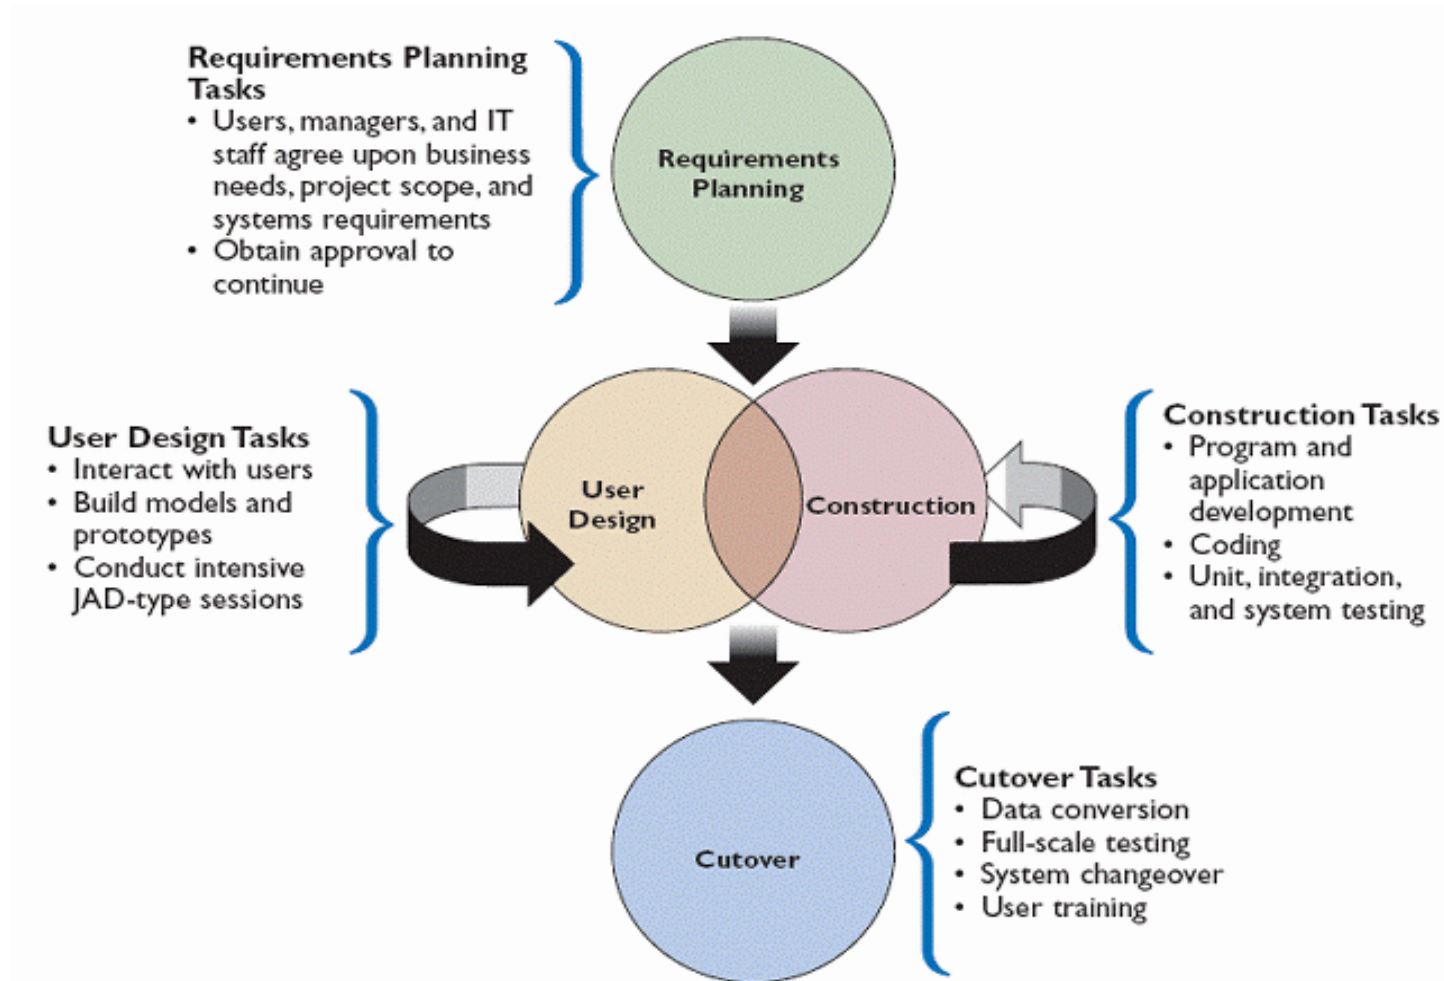 Requirements Planning
Tasks
• Users, managers, and IT
staff agree upon business
needs, project scope, and
systems requirements
• Obtain approval to
continue
Requirements
Planning
User Design Tasks
• Interact with users
• Build models and
prototypes
• Conduct intensive
JAD-type sessions
User
Design
Construction
Construction Tasks
• Program and
application
development
• Coding
• Unit, integration,
and system testing
Cutover
Cutover Tasks
• Data conversion
• Full-scale testing
• System changeover
• User training